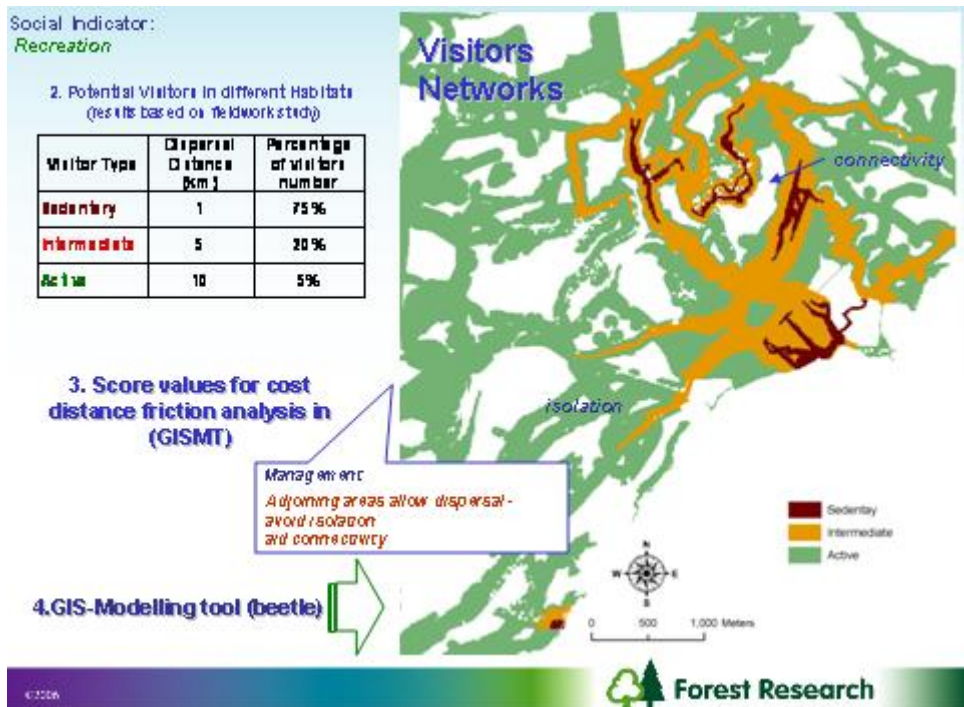 Social Indicator:
Recreation
Visitors
Networks
2. Potential Visitors in different Habitats
(results based on fieldwork study)
Visitor Type
Dispersal
Distance
(km)
Percentage
of visitors
number
Sedentary
1
75%
Intermediate
5
20%
Active
10
5%
connectivity
3. Score values for cost
distance friction analysis in
(GISMT)
isolation
Management
Adjoining areas allow dispersal -
avoid isolation
aid connectivity
Sedentay
Intermediate
Active
N
W
E
S
0 500 1,000 Meters
4.GIS-Modelling tool (beetle)
©2006
Forest Research